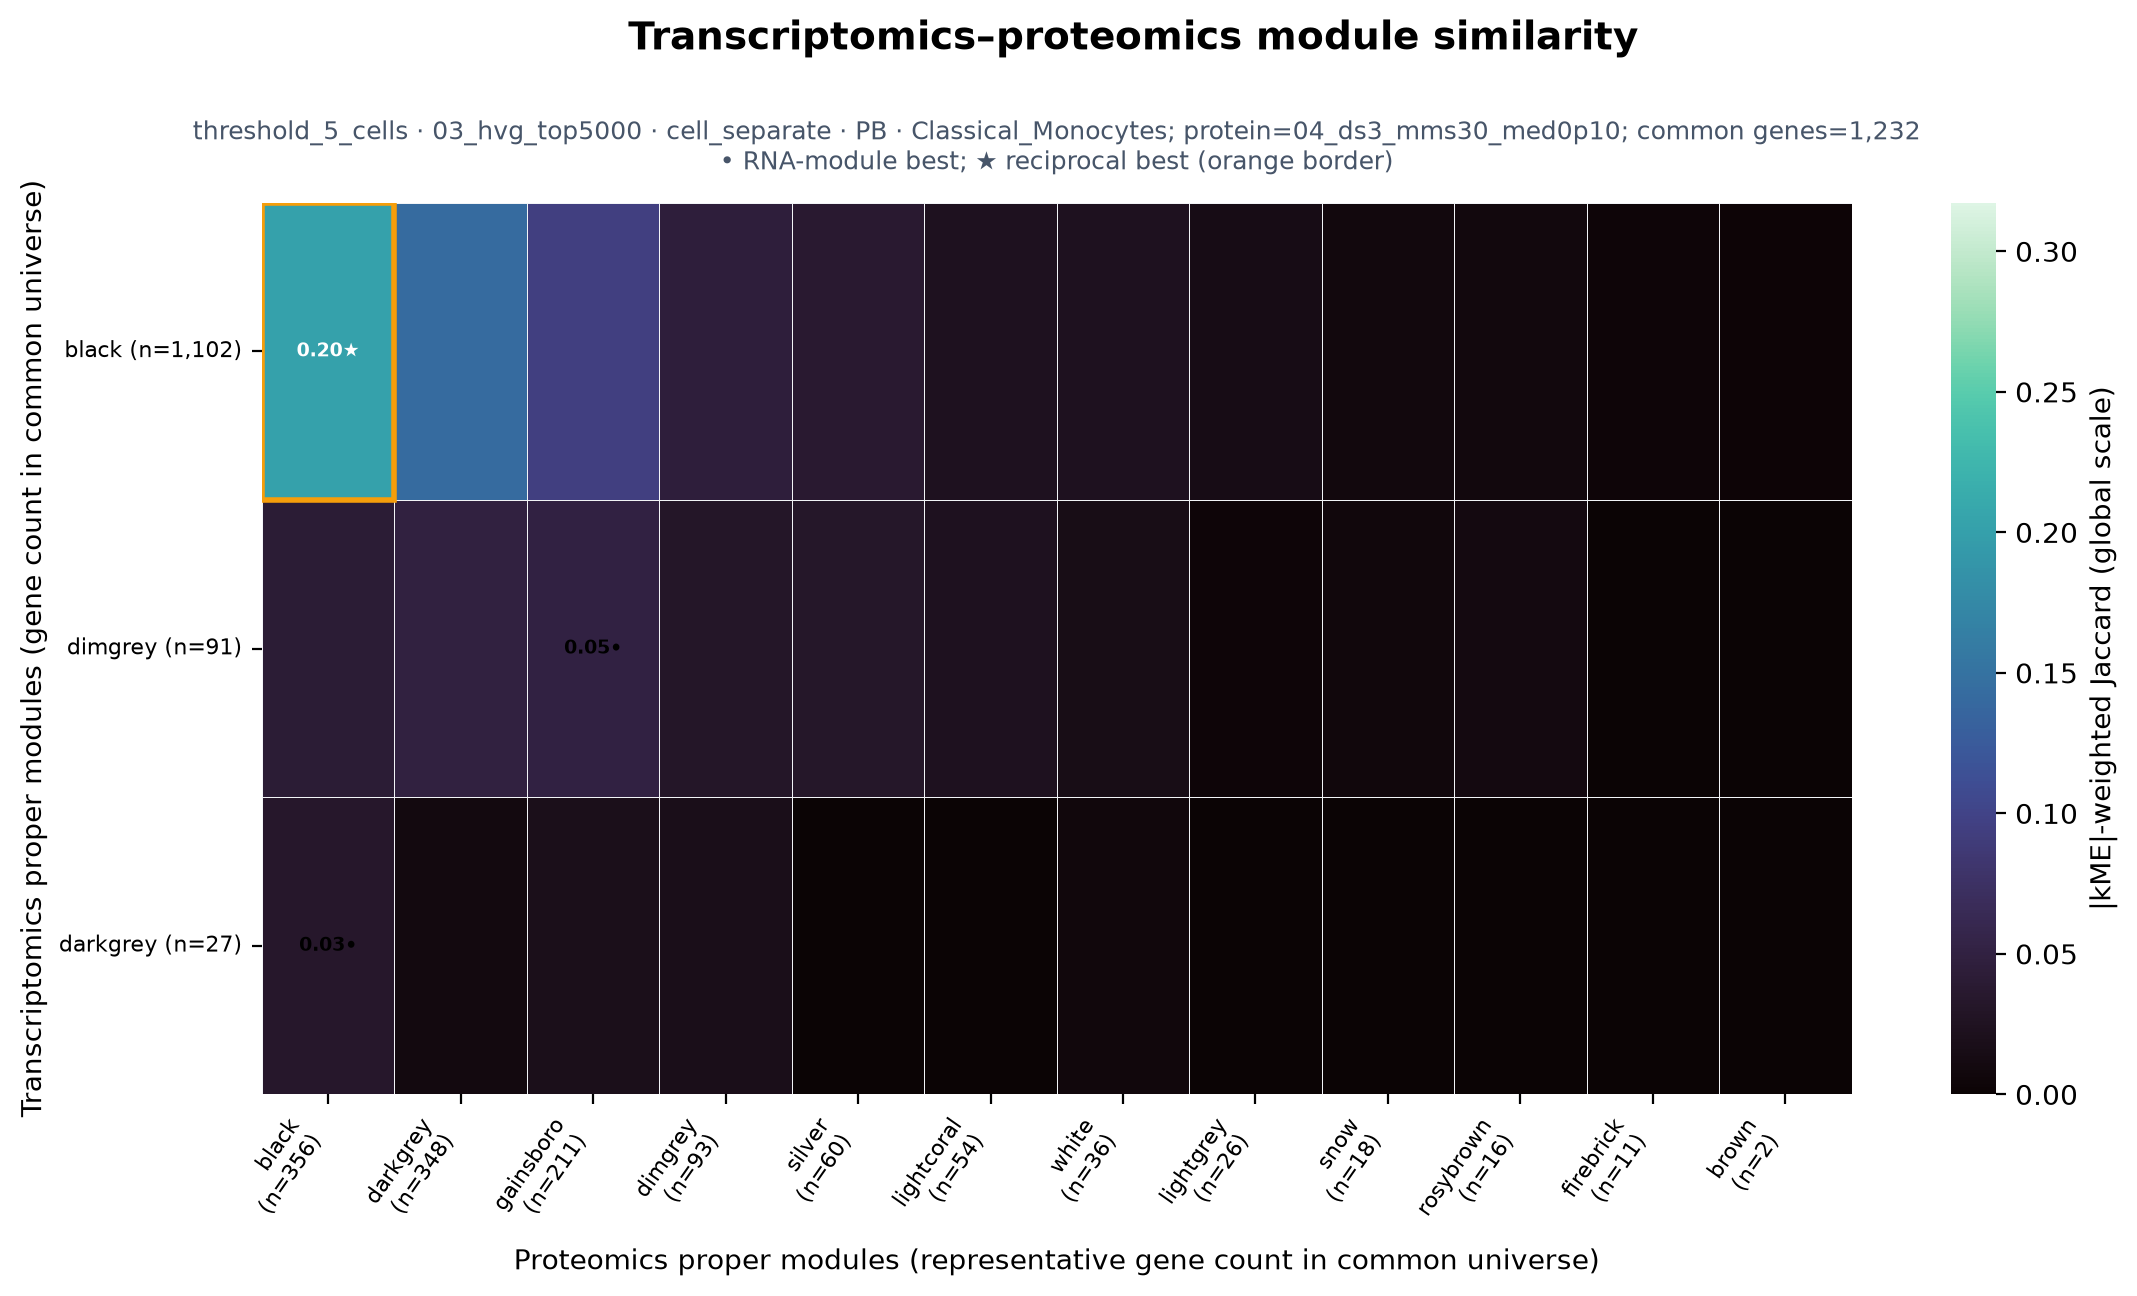 Transcriptomics–proteomics module similarity
threshold_5_cells · 03_hvg_top5000 · cell_separate · PB · Classical_Monocytes; protein=04_ds3_mms30_med0p10; common genes=1,232
• RNA-module best; ★ reciprocal best (orange border)
Transcriptomics proper modules (gene count in common universe)
black (n=1,102)
dimgrey (n=91)
darkgrey (n=27)
0.20★
0.05•
0.03•
black
(n=356)
darkgrey
(n=348)
gainsboro
(n=211)
dimgrey
(n=93)
silver
(n=60)
lightcoral
(n=54)
white
(n=36)
lightgrey
(n=26)
snow
(n=18)
rosybrown
(n=16)
firebrick
(n=11)
brown
(n=2)
Proteomics proper modules (representative gene count in common universe)
0.30
0.25
0.20
0.15
0.10
0.05
0.00
|kME|-weighted Jaccard (global scale)